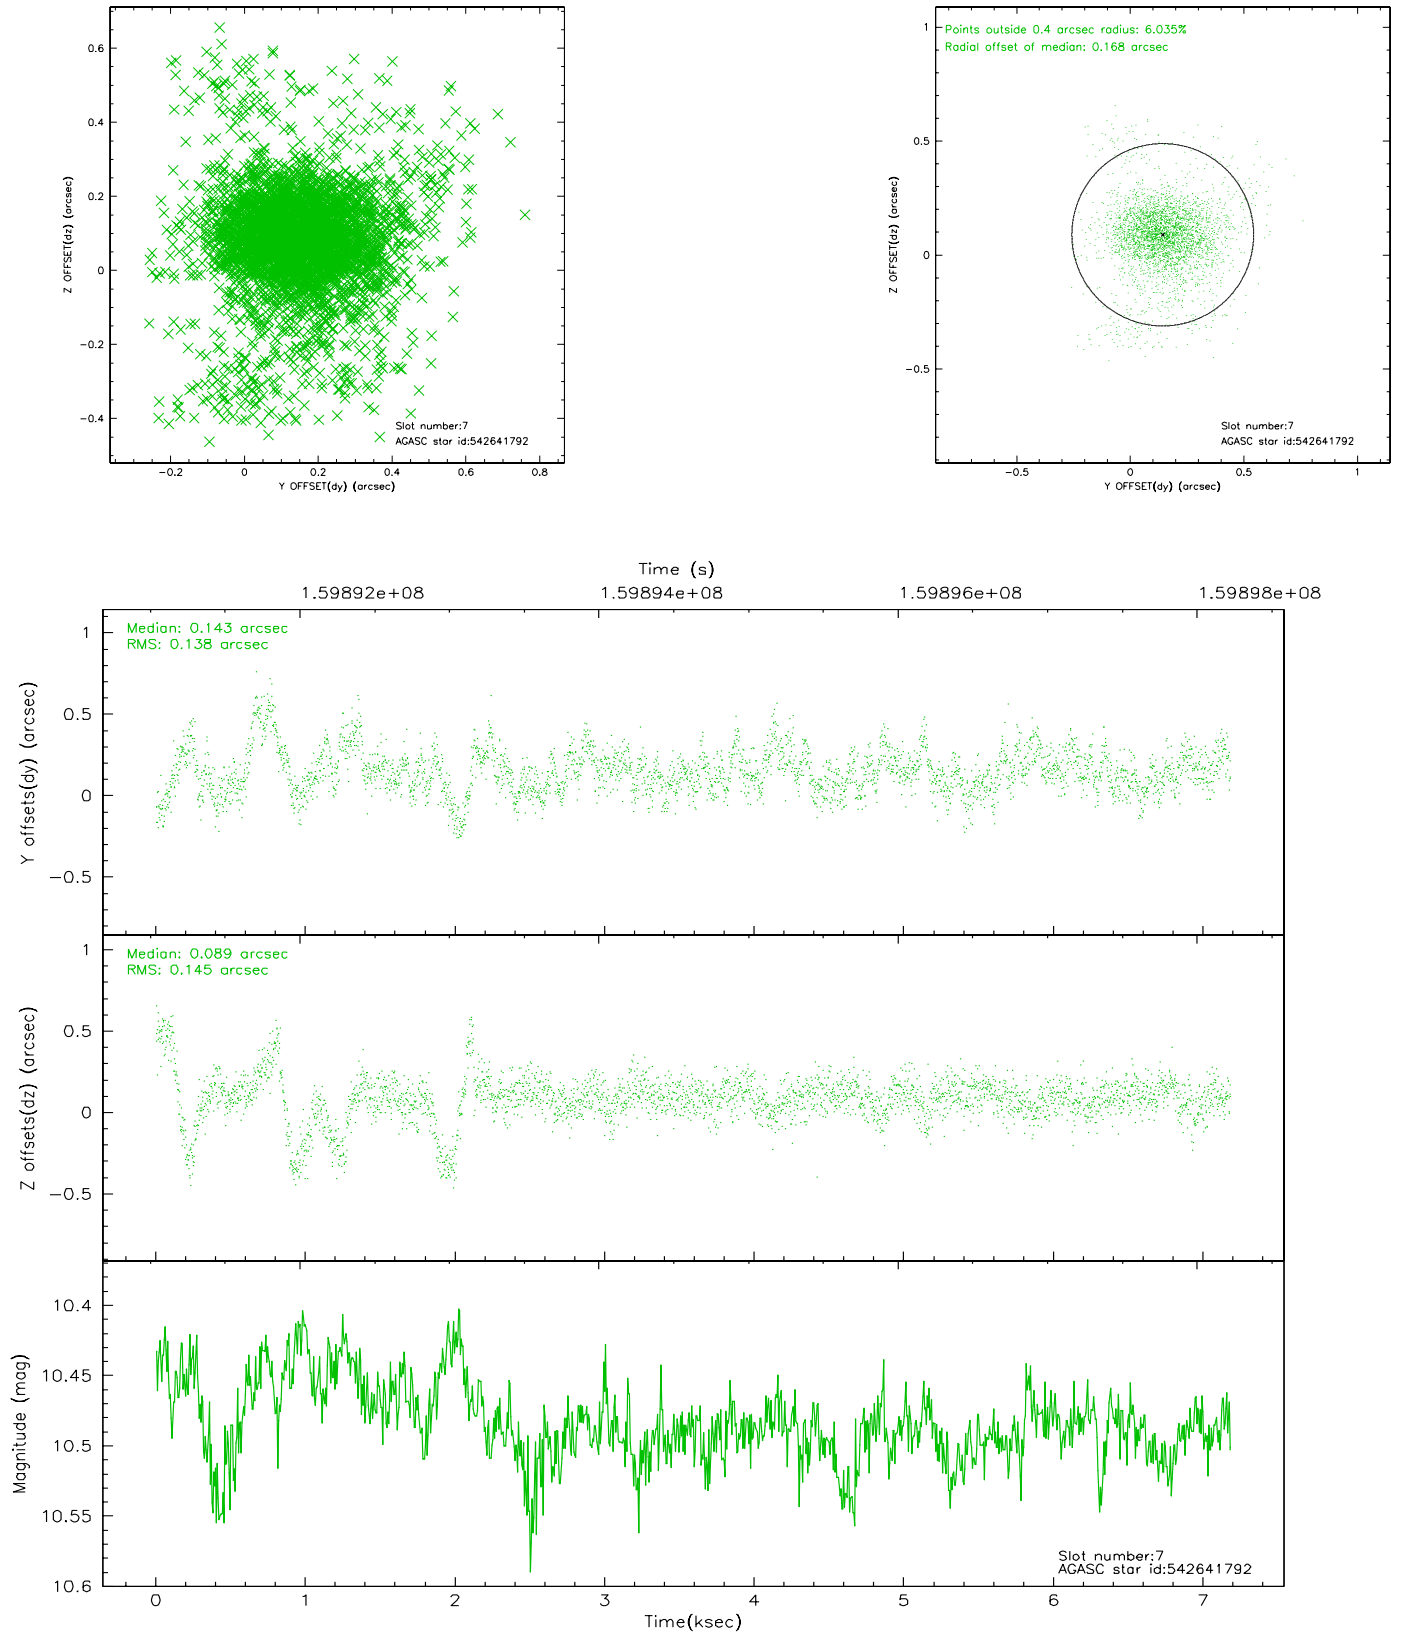 0.6
0.4
0.2
0
−0.2
−0.4
Z OFFSET(dz) (arcsec)
Slot number:7
AGASC star id:542641792
−0.2 0 0.2 0.4 0.6 0.8
Y OFFSET(dy) (arcsec)
Points outside 0.4 arcsec radius: 6.035%
Radial offset of median: 0.168 arcsec
1
0.5
0
−0.5
Z OFFSET(dz) (arcsec)
Slot number:7
AGASC star id:542641792
−0.5 0 0.5 1
Y OFFSET(dy) (arcsec)
Time (s)
1.59892e+08 1.59894e+08 1.59896e+08 1.59898e+08
Median: 0.143 arcsec
RMS: 0.138 arcsec
1
0.5
0
−0.5
Y offsets(dy) (arcsec)
Median: 0.089 arcsec
RMS: 0.145 arcsec
1
0.5
0
−0.5
Z offsets(dz) (arcsec)
10.4
10.45
10.5
10.55
10.6
Magnitude (mag)
Slot number:7
AGASC star id:542641792
0 1 2 3 4 5 6 7
Time(ksec)